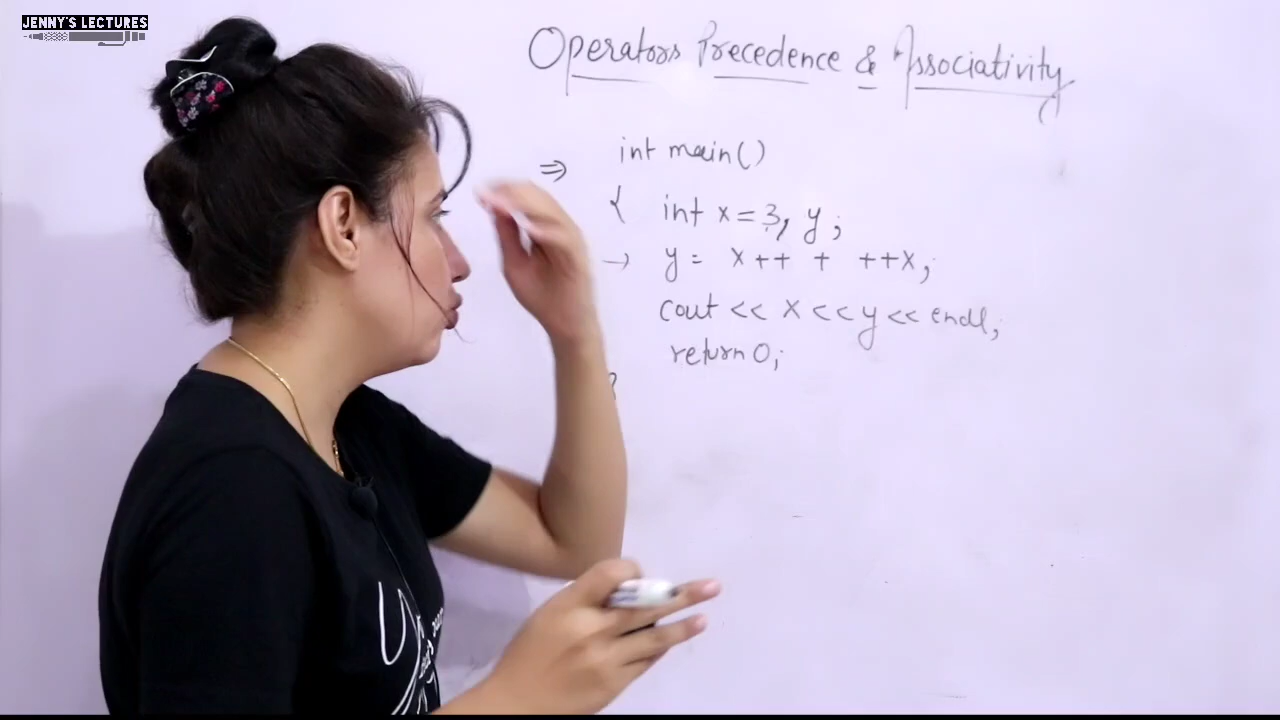 JENNY'S LECTURES
Operators Precedence & Associativity
⇒ int main()
{ int x = 3, y;
→ y = x++ + ++x;
cout << x << y << endl;
return 0;